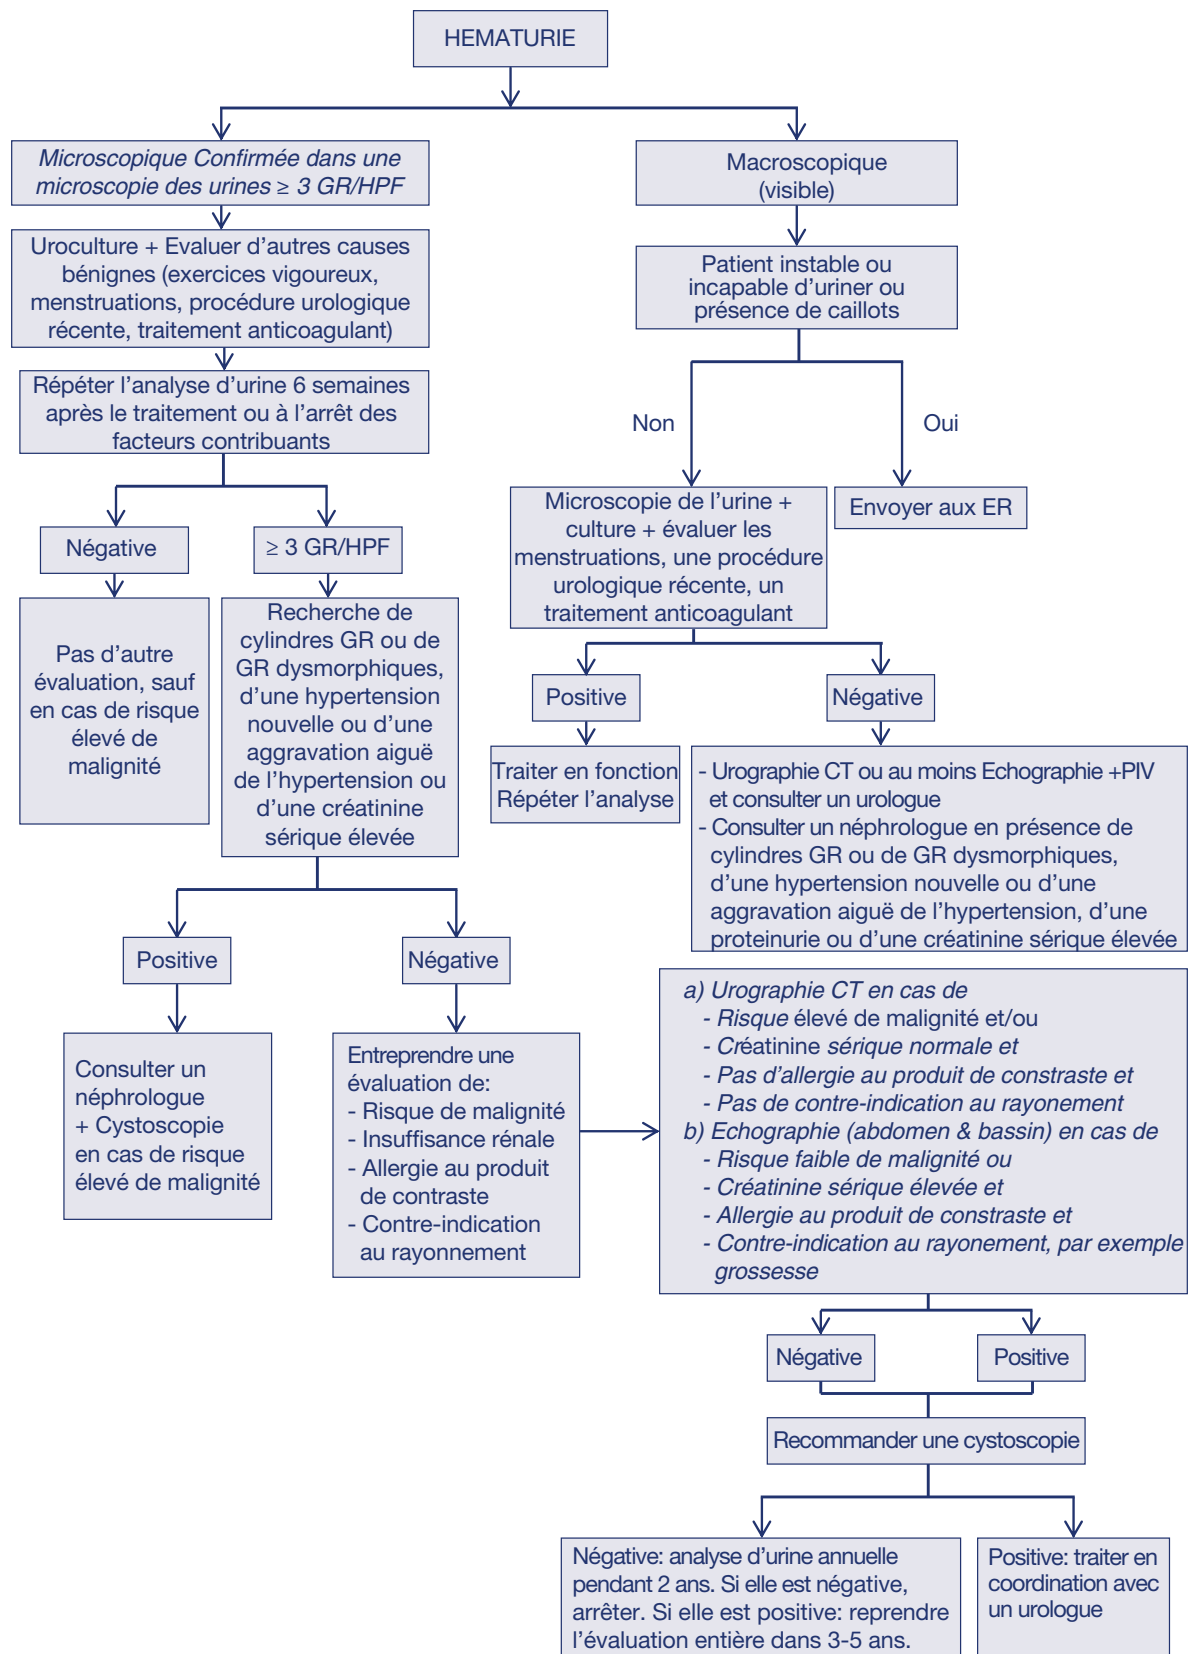 HEMATURIE
Microscopique Confirmée dans une
microscopie des urines ≥ 3 GR/HPF
Uroculture + Evaluer d'autres causes
bénignes (exercices vigoureux,
menstruations, procédure urologique
récente, traitement anticoagulant)
Répéter l'analyse d'urine 6 semaines
après le traitement ou à l'arrêt des
facteurs contribuants
Négative
≥ 3 GR/HPF
Pas d'autre
évaluation, sauf
en cas de risque
élevé de
malignité
Recherche de
cylindres GR ou de
GR dysmorphiques,
d'une hypertension
nouvelle ou d'une
aggravation aiguë
de l'hypertension ou
d'une créatinine
sérique élevée
Positive
Négative
Consulter un
néphrologue
+ Cystoscopie
en cas de risque
élevé de malignité
Entreprendre une
évaluation de:
- Risque de malignité
- Insuffisance rénale
- Allergie au produit
de contraste
- Contre-indication
au rayonnement
Macroscopique
(visible)
Patient instable ou
incapable d'uriner ou
présence de caillots
Non
Oui
Microscopie de l'urine +
culture + évaluer les
menstruations, une procédure
urologique récente, un
traitement anticoagulant
Envoyer aux ER
Positive
Négative
Traiter en fonction
Répéter l'analyse
- Urographie CT ou au moins Echographie +PIV
et consulter un urologue
- Consulter un néphrologue en présence de
cylindres GR ou de GR dysmorphiques,
d'une hypertension nouvelle ou d'une
aggravation aiguë de l'hypertension, d'une
proteinurie ou d'une créatinine sérique élevée
a) Urographie CT en cas de
- Risque élevé de malignité et/ou
- Créatinine sérique normale et
- Pas d'allergie au produit de constraste et
- Pas de contre-indication au rayonement
b) Echographie (abdomen & bassin) en cas de
- Risque faible de malignité ou
- Créatinine sérique élevée et
- Allergie au produit de constraste et
- Contre-indication au rayonement, par exemple
grossesse
Négative
Positive
Recommander une cystoscopie
Négative: analyse d'urine annuelle
pendant 2 ans. Si elle est négative,
arrêter. Si elle est positive: reprendre
l'évaluation entière dans 3-5 ans.
Positive: traiter en
coordination avec
un urologue